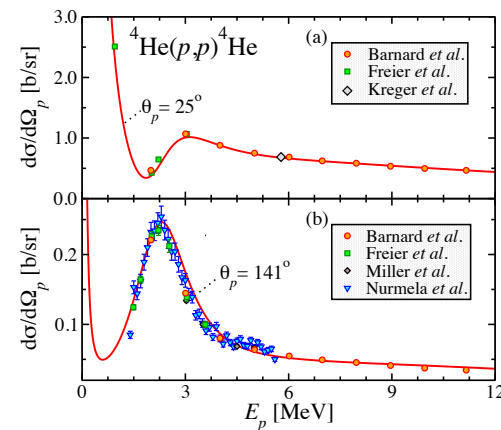 3.0
2.0
1.0
0.0
dσ/dΩp [b/sr]
⁴He(p,p)⁴He
(a)
Barnard et al.
Freier et al.
Kreger et al.
θp= 25°
0.2
0.1
dσ/dΩp [b/sr]
(b)
Barnard et al.
Freier et al.
Miller et al.
Nurmela et al.
θp= 141°
0 3 6 9 12
Ep [MeV]